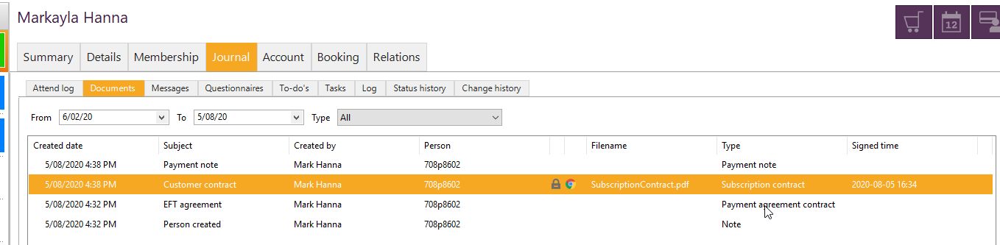 Markayla Hanna
12
Summary Details Membership Journal Account Booking Relations
Attend log Documents Messages Questionnaires To-do's Tasks Log Status history Change history
From 6/02/20 To 5/08/20 Type All
Created date Subject Created by Person Filename Type Signed time
5/08/2020 4:38 PM Payment note Mark Hanna 708p8602 Payment note
5/08/2020 4:38 PM Customer contract Mark Hanna 708p8602 SubscriptionContract.pdf Subscription contract 2020-08-05 16:34
5/08/2020 4:32 PM EFT agreement Mark Hanna 708p8602 Payment agreement contract
5/08/2020 4:32 PM Person created Mark Hanna 708p8602 Note